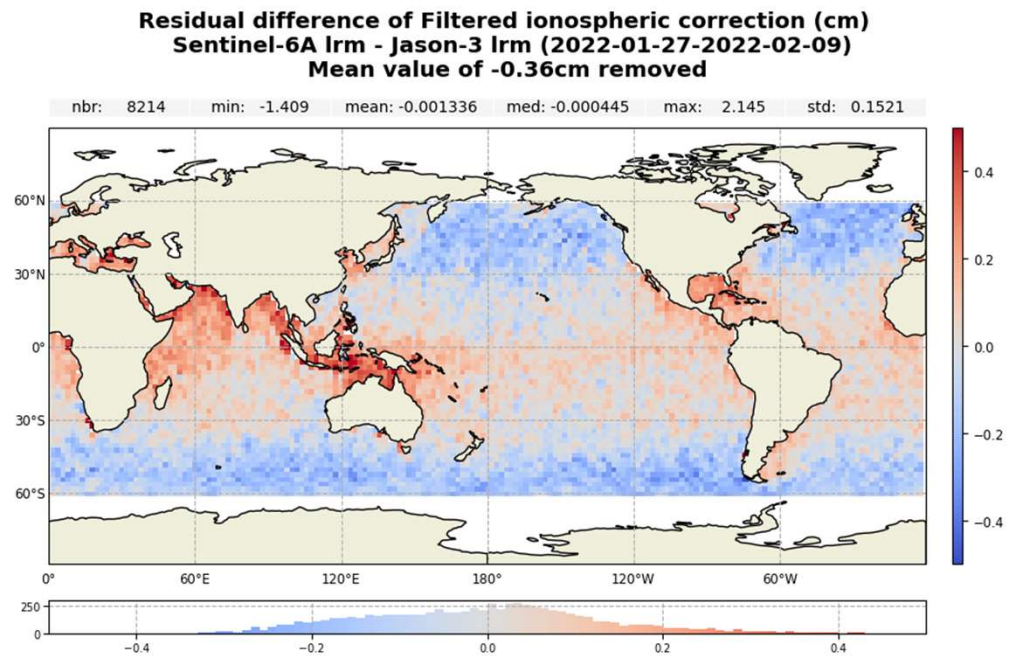 Residual difference of Filtered ionospheric correction (cm)
Sentinel-6A lrm - Jason-3 lrm (2022-01-27-2022-02-09)
Mean value of -0.36cm removed
nbr: 8214 min: -1.409 mean: -0.001336 med: -0.000445 max: 2.145 std: 0.1521
60°N
30°N
0°
30°S
60°S
0° 60°E 120°E 180° 120°W 60°W
0.4
0.2
0.0
−0.2
−0.4
250
0
−0.4 −0.2 0.0 0.2 0.4